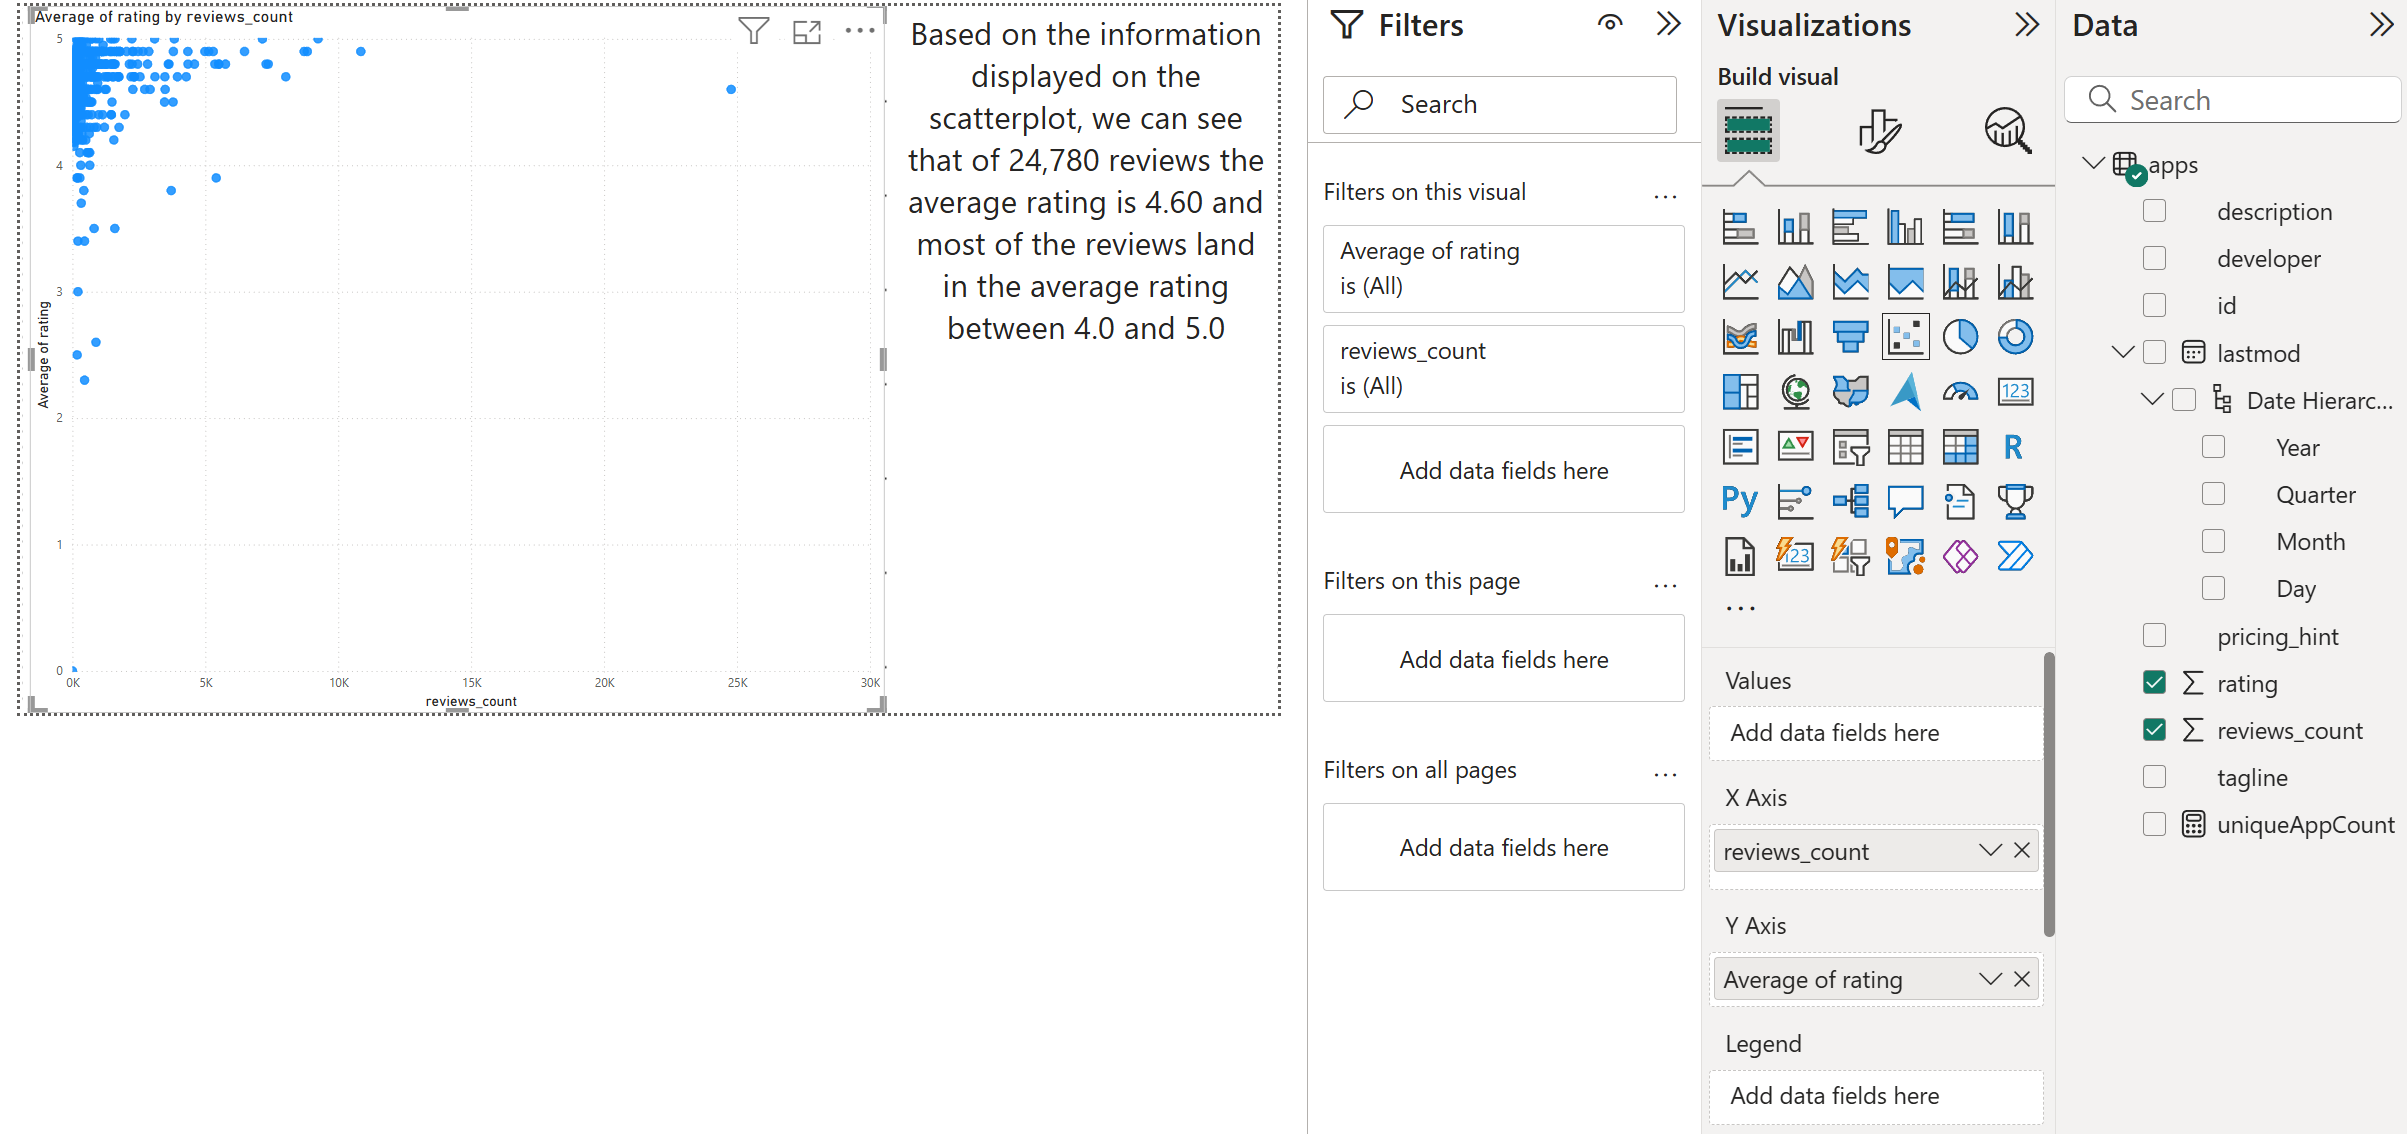 Average of rating by reviews_count
5
4
3
2
1
0
Average of rating
0K 5K 10K 15K 20K 25K 30K
reviews_count
Based on the information
displayed on the
scatterplot, we can see
that of 24,780 reviews the
average rating is 4.60 and
most of the reviews land
in the average rating
between 4.0 and 5.0
Filters
Search
Filters on this visual
Average of rating
is (All)
reviews_count
is (All)
Add data fields here
Filters on this page
Add data fields here
Filters on all pages
Add data fields here
Visualizations
Build visual
123
R
Py
123
Values
Add data fields here
X Axis
reviews_count
Y Axis
Average of rating
Legend
Add data fields here
Data
Search
apps
description
developer
id
lastmod
Date Hierarc...
Year
Quarter
Month
Day
pricing_hint
rating
reviews_count
tagline
uniqueAppCount